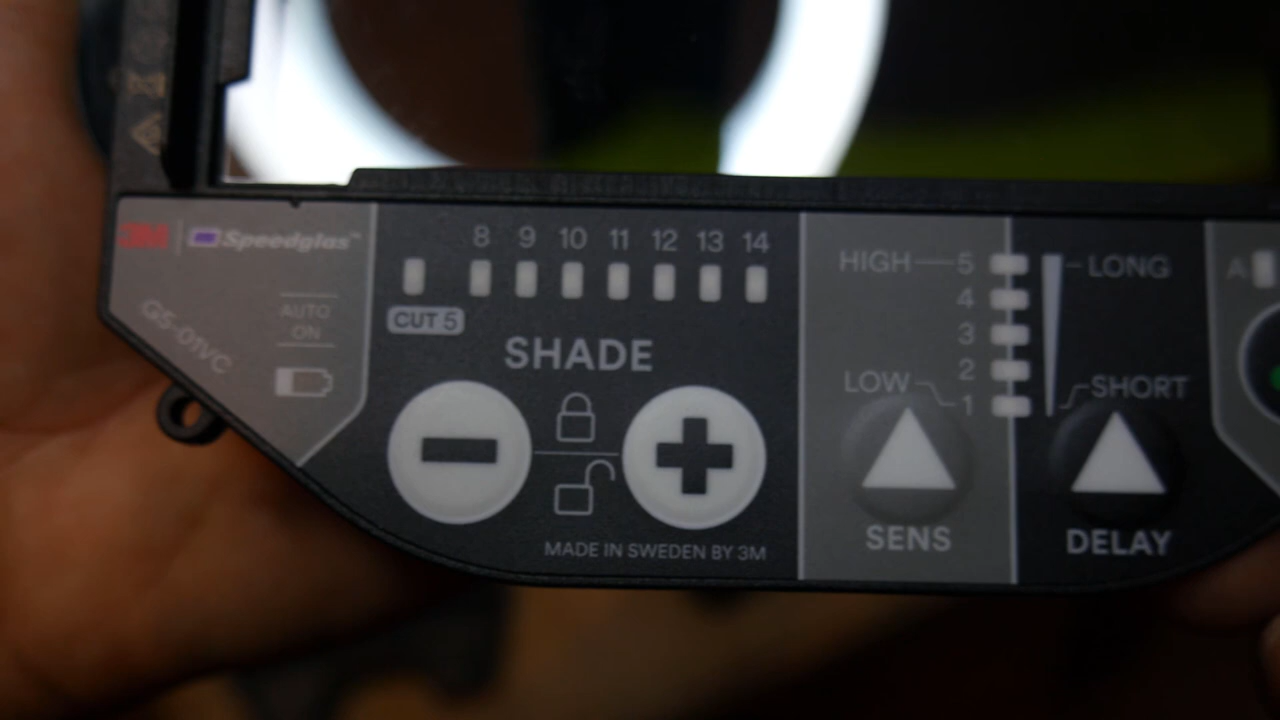 3M Speedglas™
G5-01VC
AUTO
ON
8 9 10 11 12 13 14
CUT 5
SHADE
MADE IN SWEDEN BY 3M
HIGH 5
4
3
2
LOW 1
SENS
LONG
SHORT
DELAY